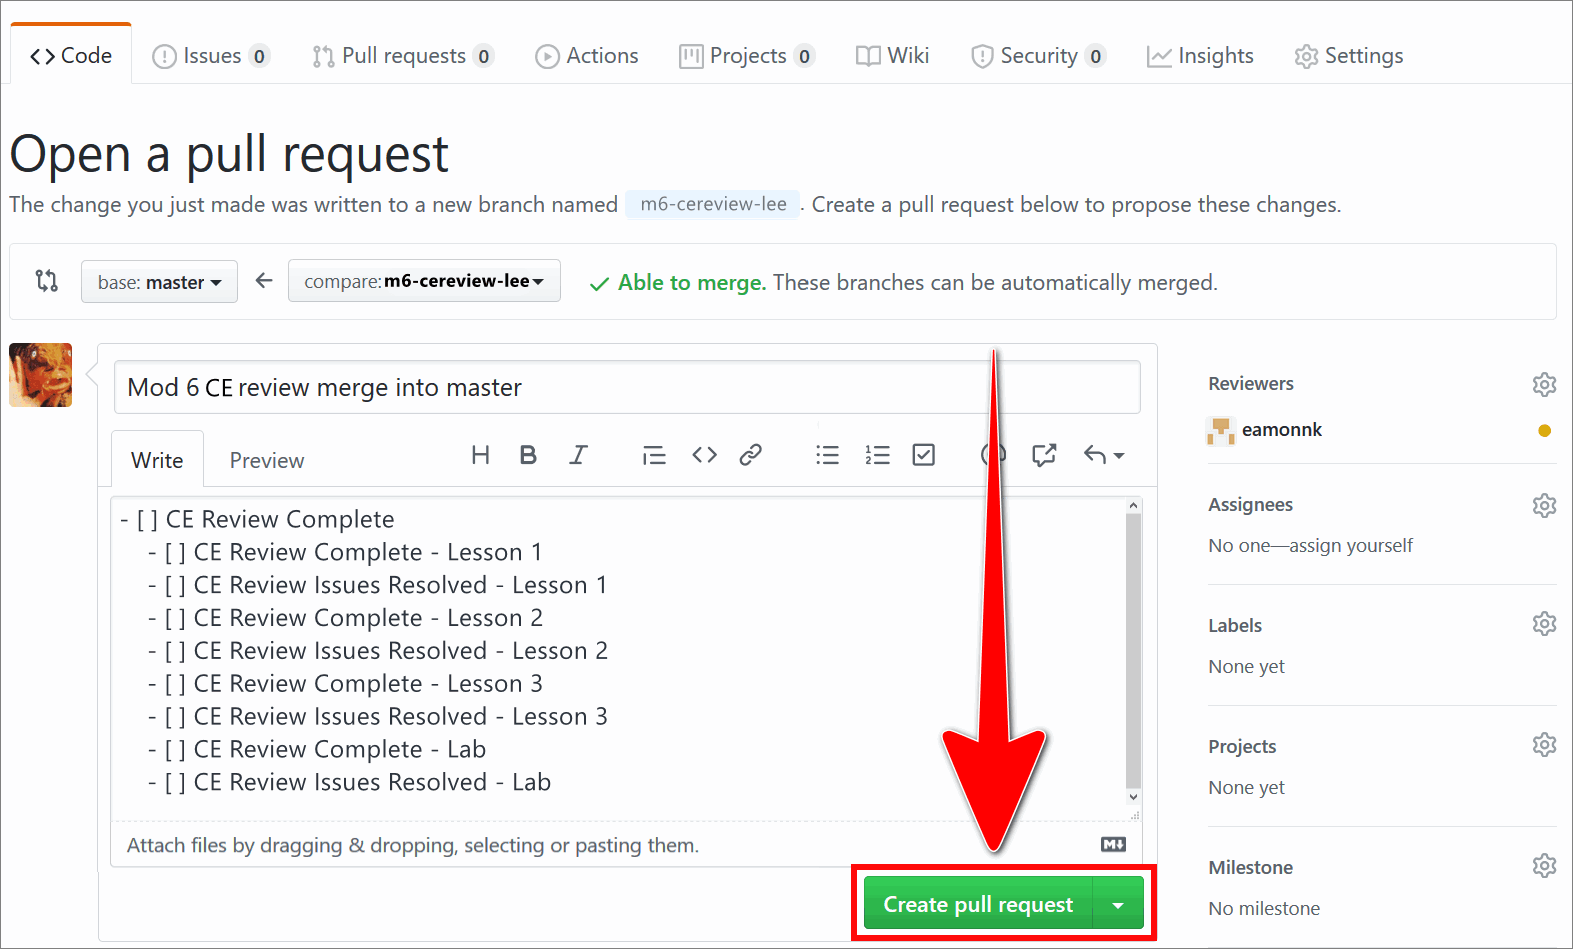 Code Issues 0 Pull requests 0 Actions Projects 0 Wiki Security 0 Insights Settings
Open a pull request
The change you just made was written to a new branch named m6-cereview-lee . Create a pull request below to propose these changes.
base: master compare: m6-cereview-lee Able to merge. These branches can be automatically merged.
Mod 6 CE review merge into master
Write Preview
- [ ] CE Review Complete
- [ ] CE Review Complete - Lesson 1
- [ ] CE Review Issues Resolved - Lesson 1
- [ ] CE Review Complete - Lesson 2
- [ ] CE Review Issues Resolved - Lesson 2
- [ ] CE Review Complete - Lesson 3
- [ ] CE Review Issues Resolved - Lesson 3
- [ ] CE Review Complete - Lab
- [ ] CE Review Issues Resolved - Lab
Attach files by dragging & dropping, selecting or pasting them.
Create pull request
Reviewers
eamonnk
Assignees
No one—assign yourself
Labels
None yet
Projects
None yet
Milestone
No milestone